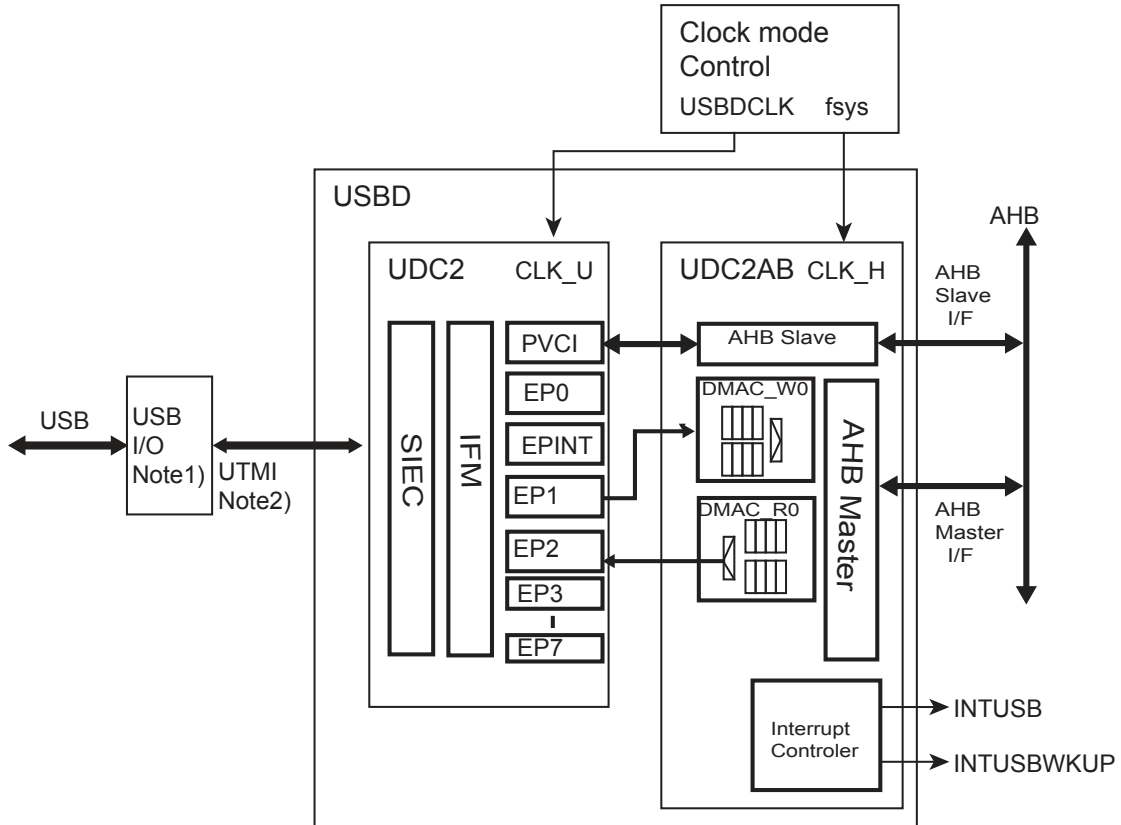 Clock mode
Control
USBDCLK fsys
USBD
AHB
UDC2 CLK_U
UDC2AB CLK_H
AHB
Slave
I/F
PVCI
AHB Slave
EP0
DMAC_W0
USB
USB
I/O
Note1)
UTMI
Note2)
SIEC
IFM
EPINT
EP1
DMAC_R0
AHB Master
AHB
Master
I/F
EP2
EP3
EP7
Interrupt
Controler
INTUSB
INTUSBWKUP